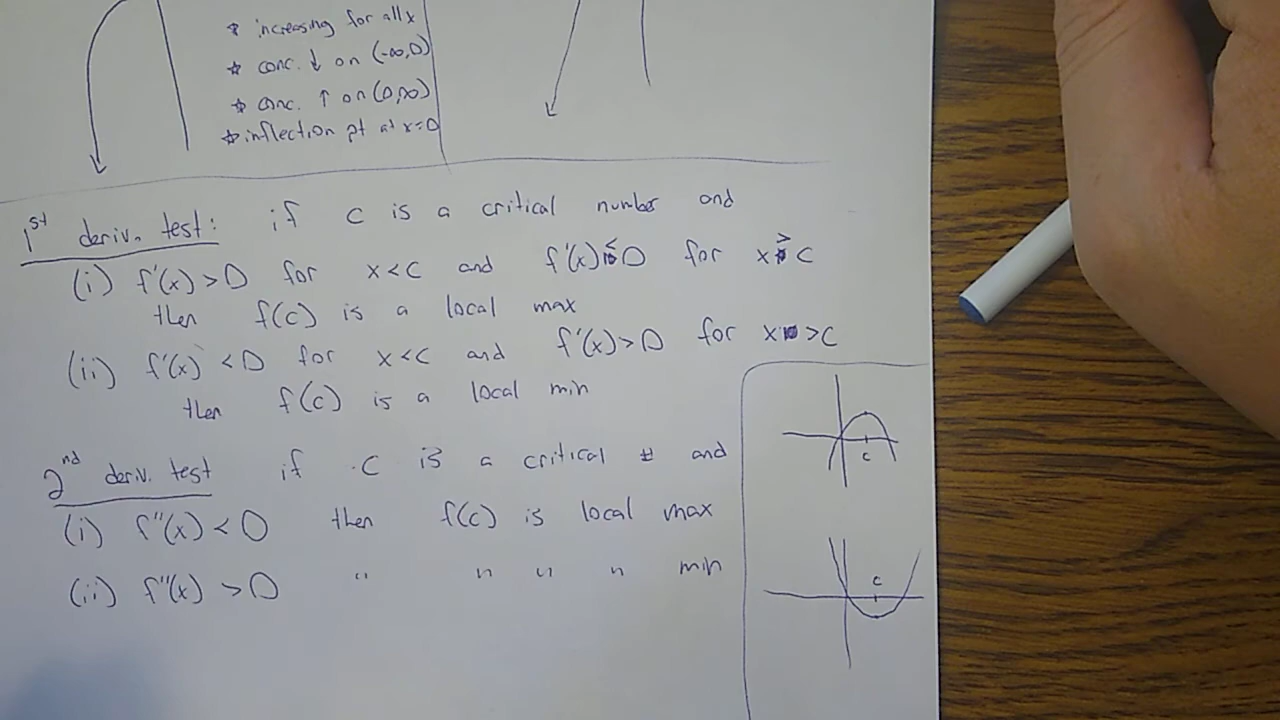 * increasing for all x
* conc. ↓ on (-∞,0)
* conc. ↑ on (0,∞)
* inflection pt at x=0
1st deriv. test: if c is a critical number and
(i) f'(x) > 0 for x < c and f'(x) < 0 for x > c
then f(c) is a local max
(ii) f'(x) < 0 for x < c and f'(x) > 0 for x > c
then f(c) is a local min
2nd deriv. test if c is a critical # and
(i) f"(x) < 0 then f(c) is local max
(ii) f"(x) > 0 " " " " min
c
c